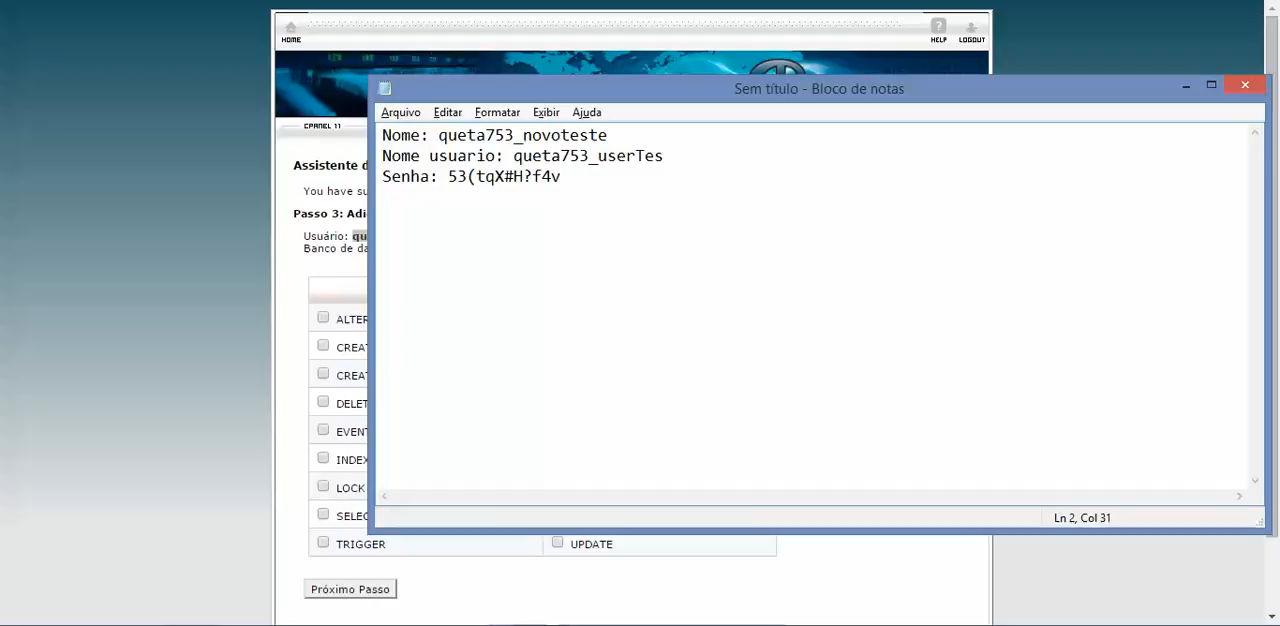 HOME
HELP
LOGOUT
Sem título - Bloco de notas
Arquivo Editar Formatar Exibir Ajuda
CPANEL 11
Nome: queta753_novoteste
Nome usuario: queta753_userTes
Senha: 53(tqX#H?f4v
Assistente d
You have su
Passo 3: Adi
Usuário: qu
Banco de da
ALTER
CREAT
CREAT
DELET
EVENT
INDEX
LOCK
SELEC
Ln 2, Col 31
TRIGGER UPDATE
Próximo Passo